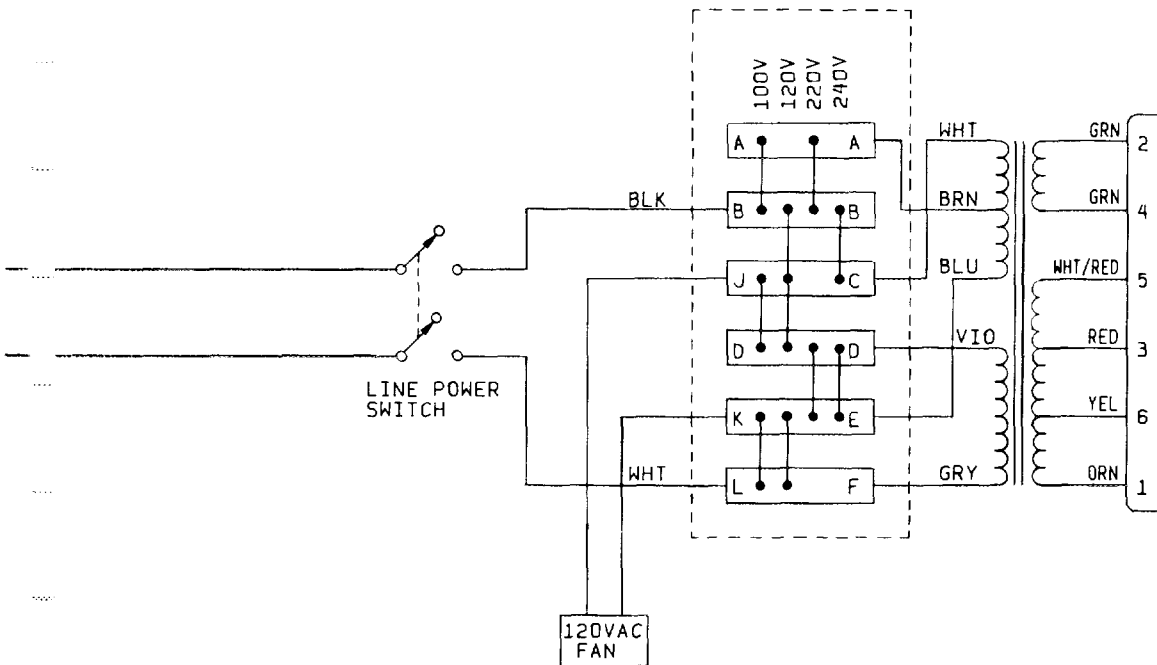 100V 120V 220V 240V
A A
WHT
GRN
2
BLK
B B
BRN
GRN
4
J C
BLU
WHT/RED
5
D D
VIO
RED
3
LINE POWER
SWITCH
K E
YEL
6
WHT
L F
GRY
ORN
1
120VAC
FAN